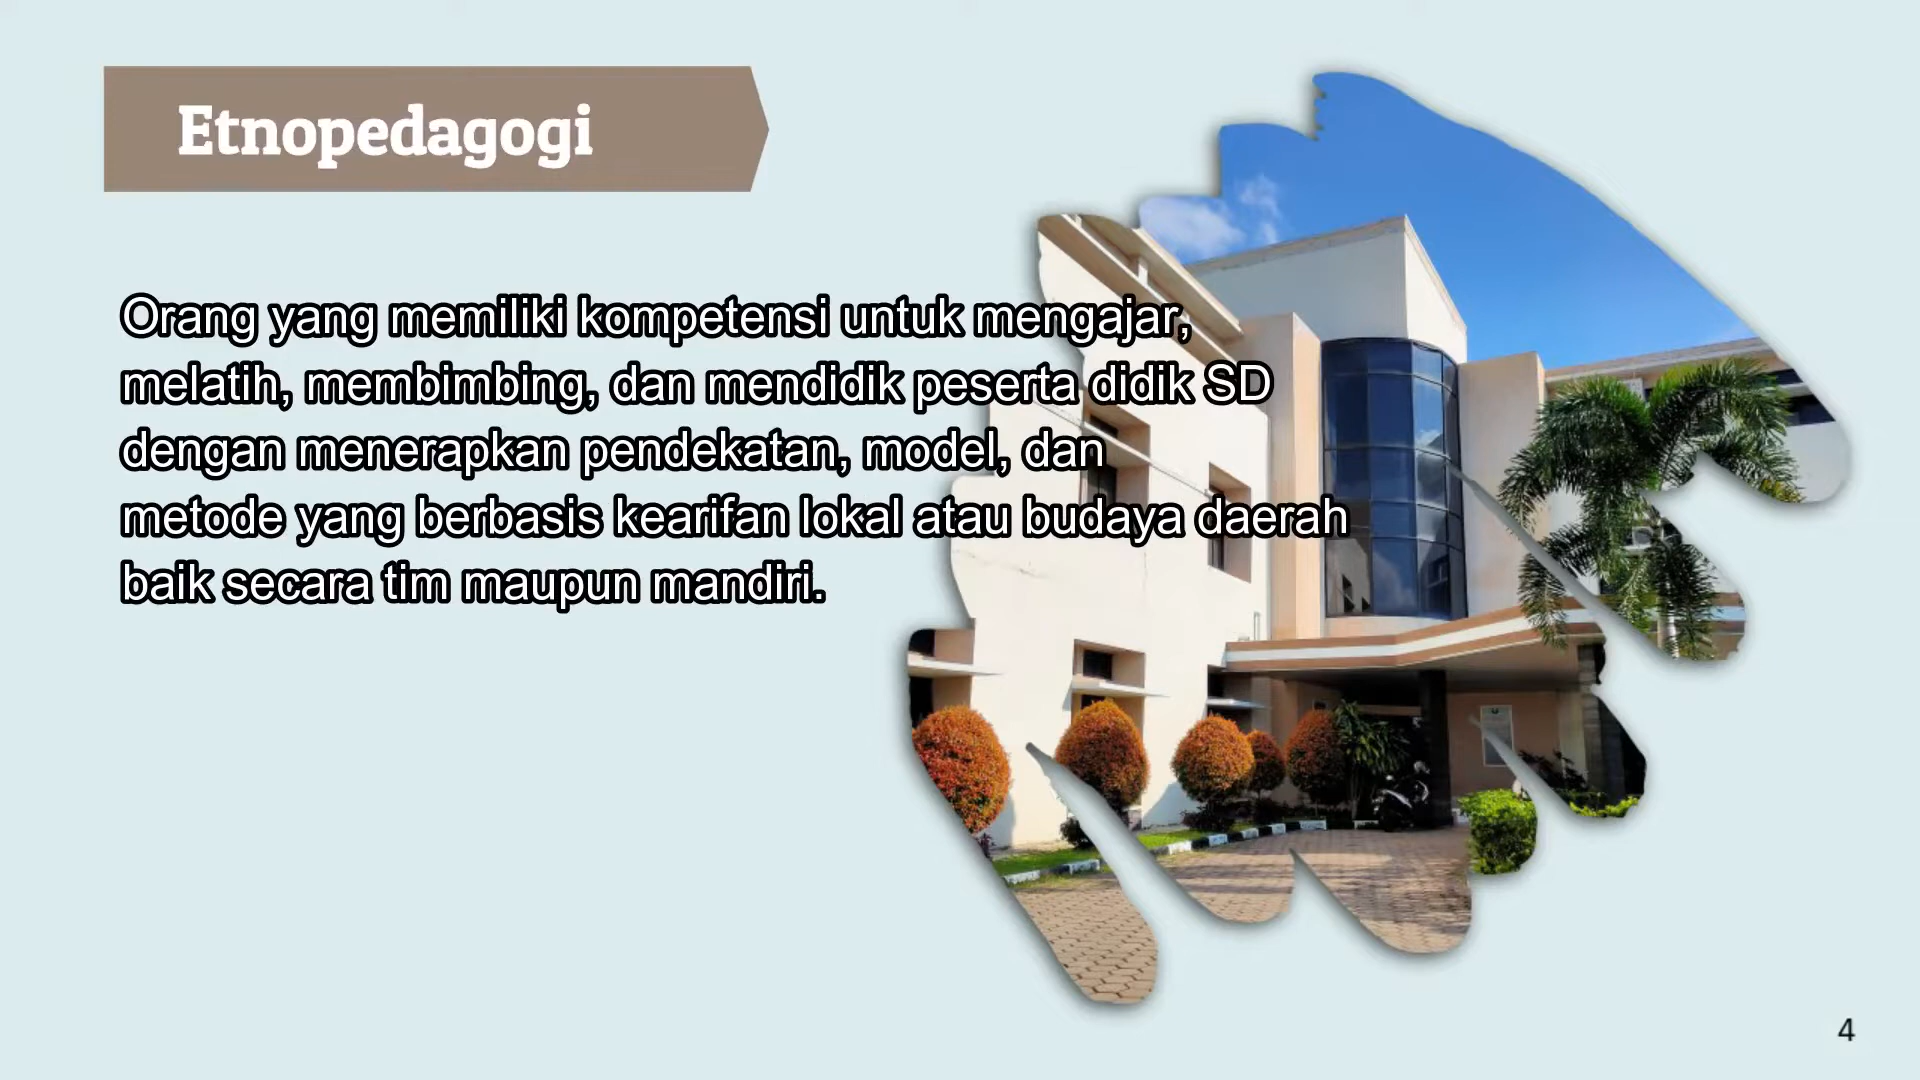 Etnopedagogi
Orang yang memiliki kompetensi untuk mengajar,
melatih, membimbing, dan mendidik peserta didik SD
dengan menerapkan pendekatan, model, dan
metode yang berbasis kearifan lokal atau budaya daerah
baik secara tim maupun mandiri.
4